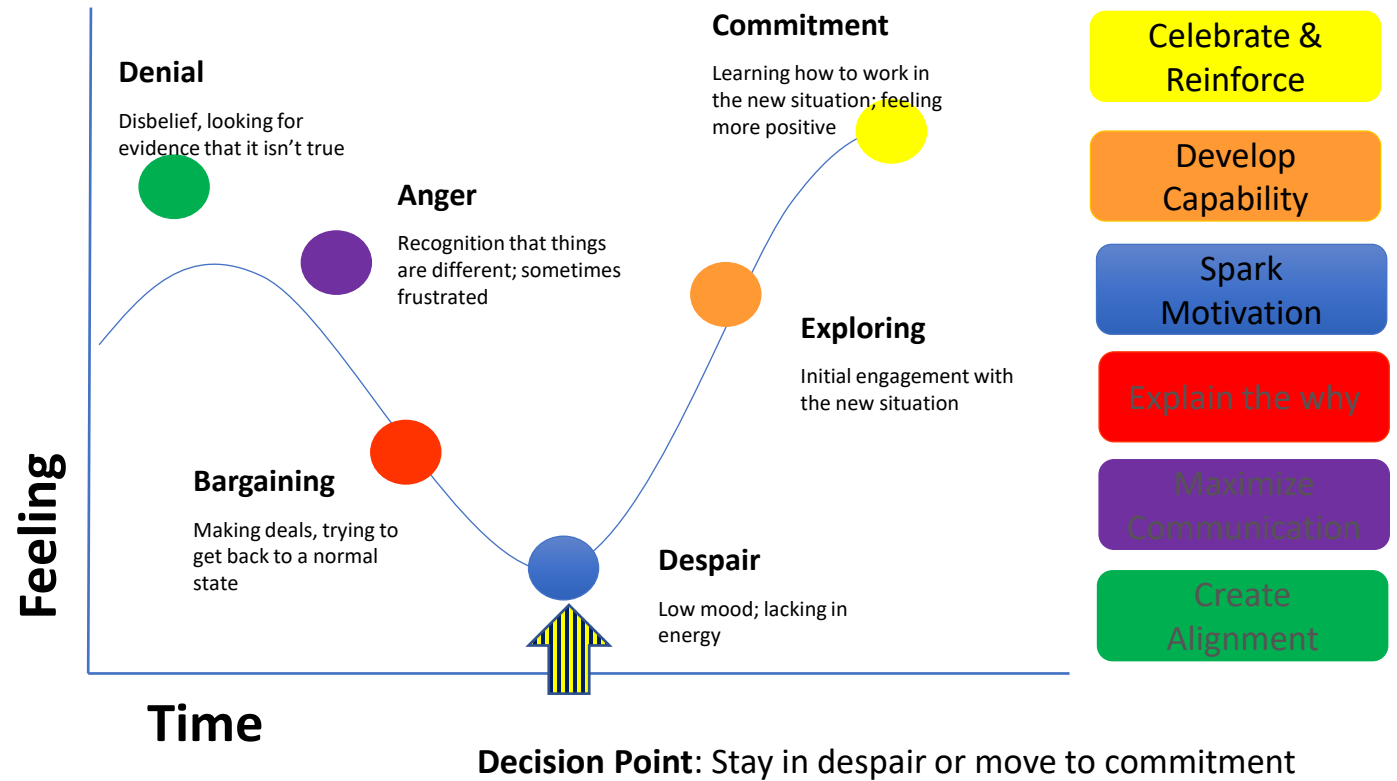 Denial
Disbelief, looking for
evidence that it isn’t true
Anger
Recognition that things
are different; sometimes
frustrated
Bargaining
Making deals, trying to
get back to a normal
state
Despair
Low mood; lacking in
energy
Exploring
Initial engagement with
the new situation
Commitment
Learning how to work in
the new situation; feeling
more positive
Celebrate &
Reinforce
Develop
Capability
Spark
Motivation
Explain the why
Maximize
Communication
Create
Alignment
Feeling
Time
Decision Point: Stay in despair or move to commitment